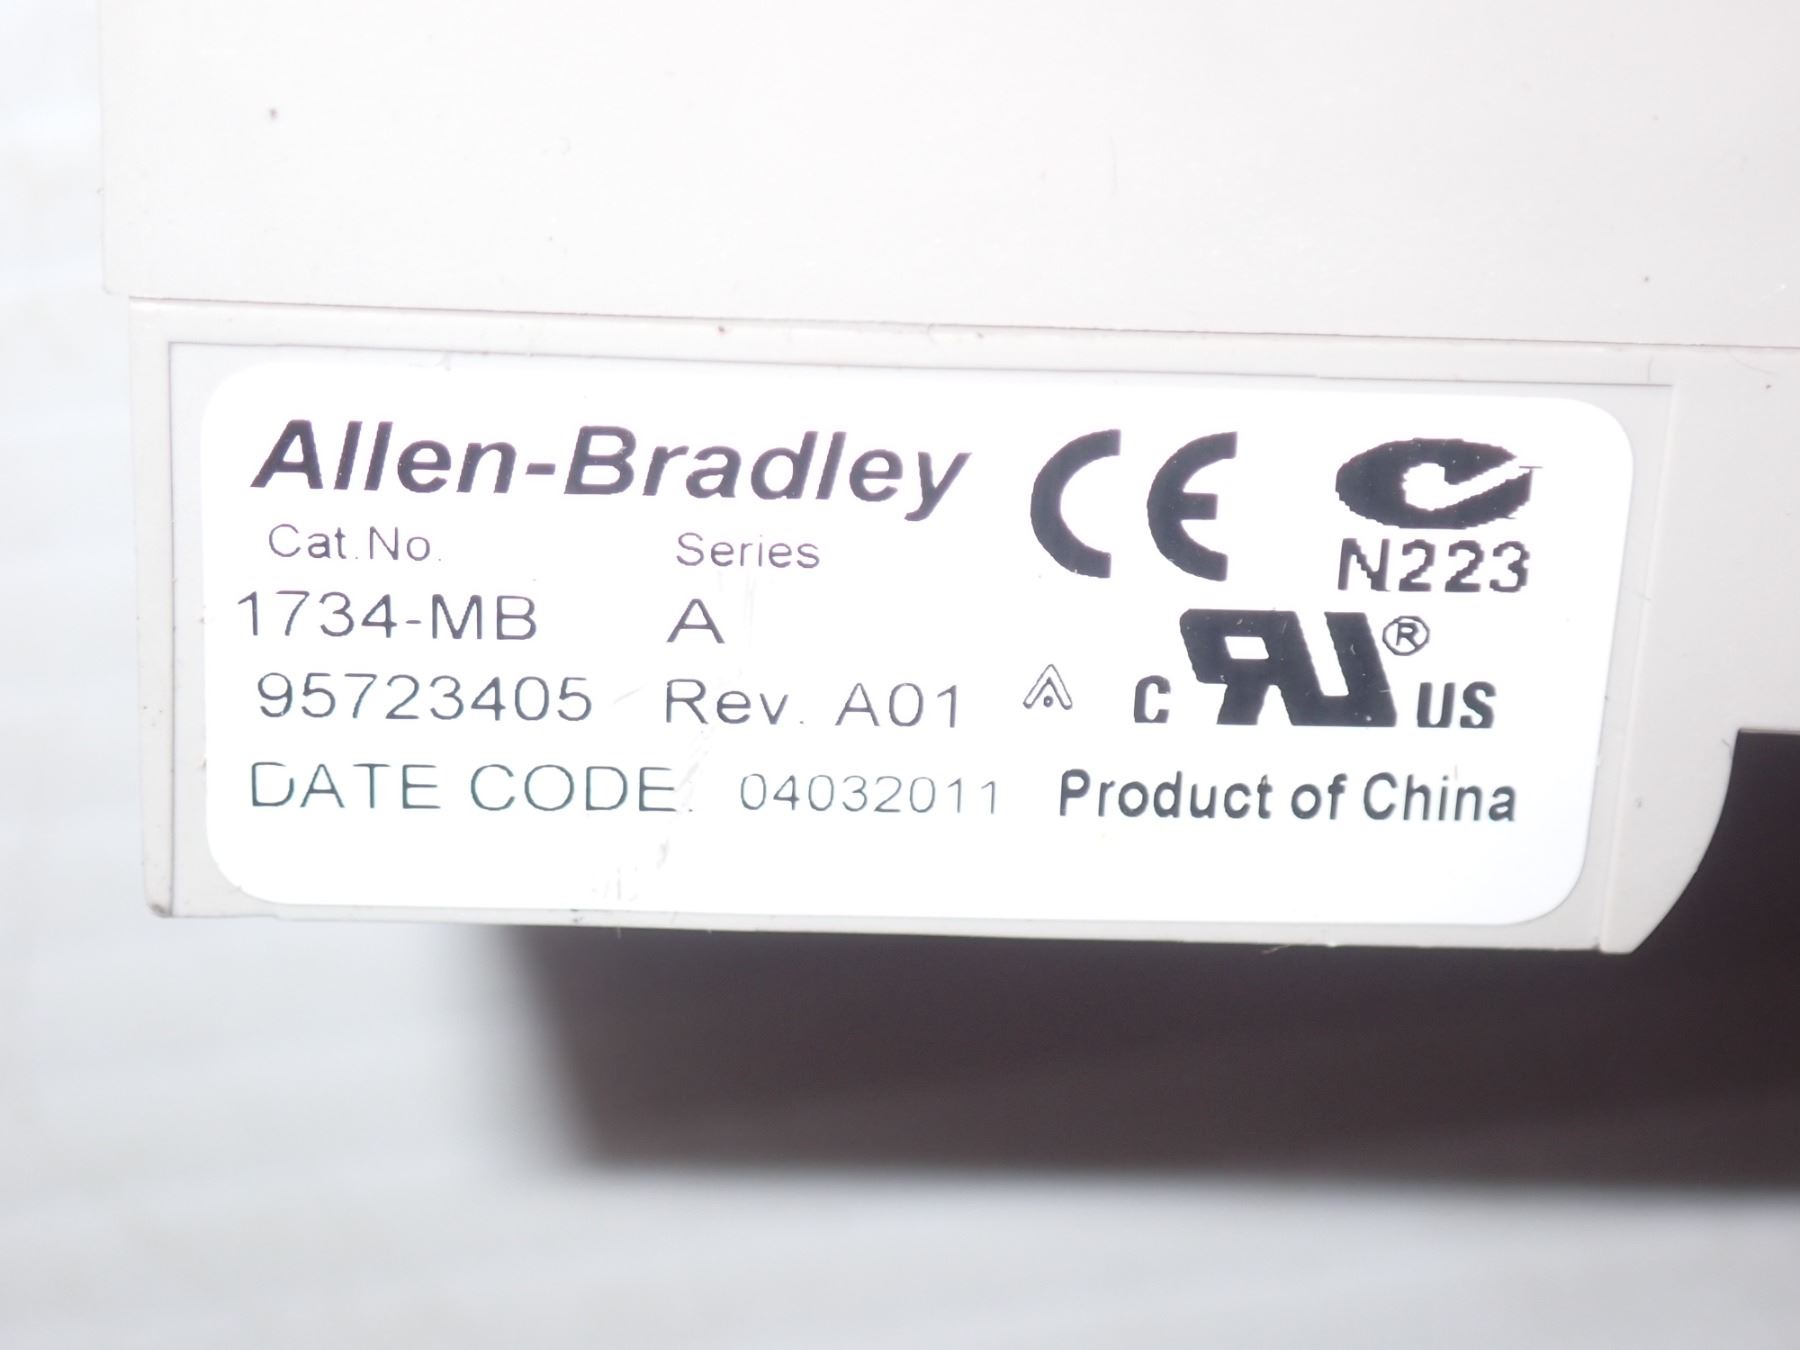 Allen-Bradley CE
Cat.No. Series N223
1734-MB A ®
95723405 Rev. A01 C US
DATE CODE: 04032011 Product of China